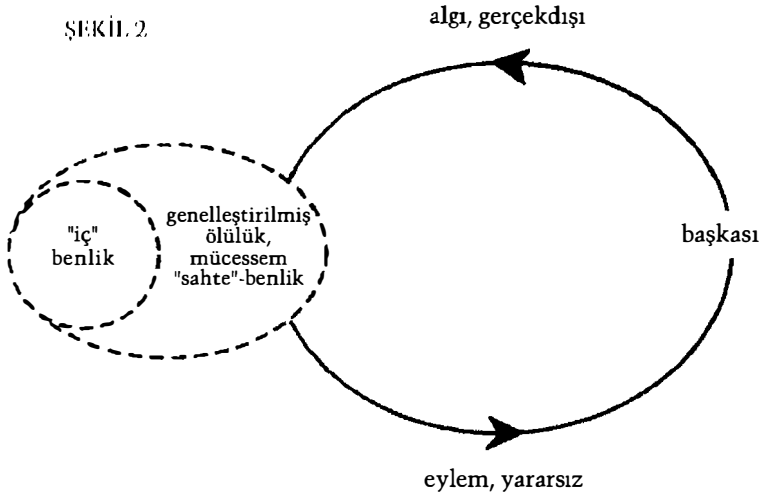 ŞEKİL 2
algı, gerçekdışı
"iç"
benlik
genelleştirilmiş
ölülük,
mücessem
"sahte"-benlik
başkası
eylem, yararsız